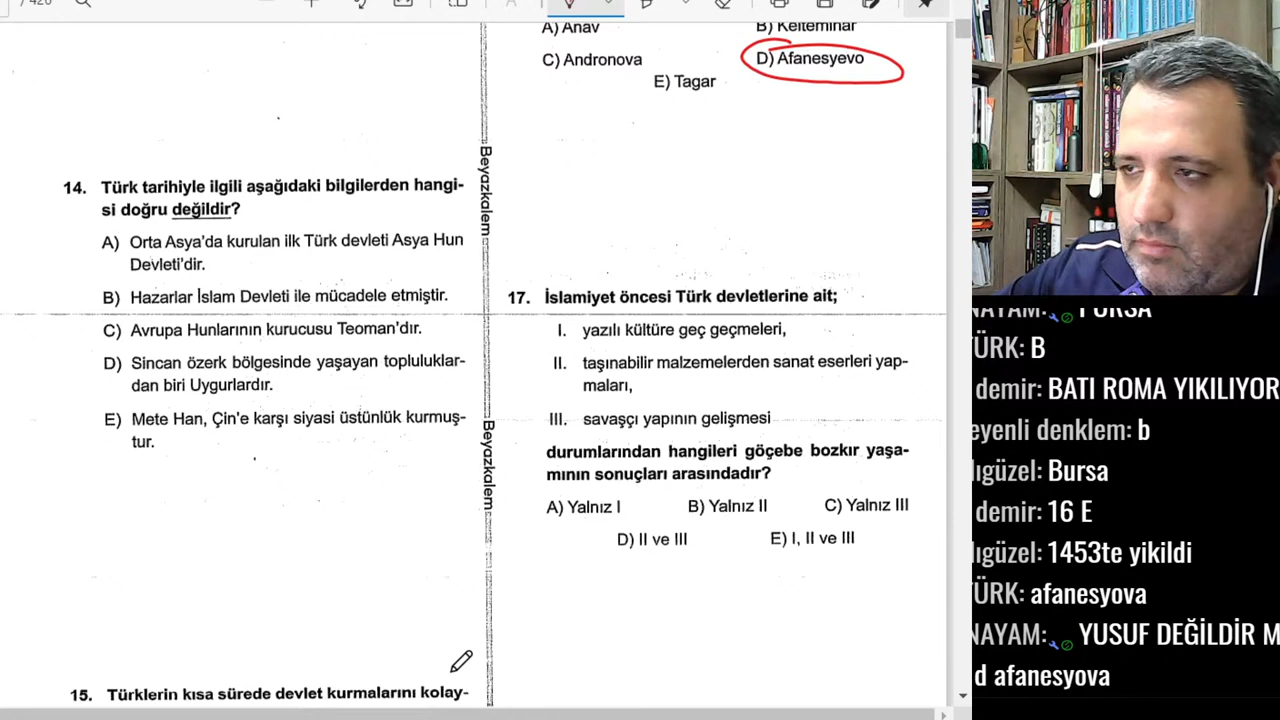 / 420
A) Anav
B) Kelteminar
C) Andronova
D) Afanesyevo
E) Tagar
14. Türk tarihiyle ilgili aşağıdaki bilgilerden hangi-
si doğru değildir?
A) Orta Asya'da kurulan ilk Türk devleti Asya Hun
Devleti'dir.
B) Hazarlar İslam Devleti ile mücadele etmiştir.
C) Avrupa Hunlarının kurucusu Teoman'dır.
D) Sincan özerk bölgesinde yaşayan topluluklar-
dan biri Uygurlardır.
E) Mete Han, Çin'e karşı siyasi üstünlük kurmuş-
tur.
15. Türklerin kısa sürede devlet kurmalarını kolay-
Beyazkalem
Beyazkalem
17. İslamiyet öncesi Türk devletlerine ait;
I. yazılı kültüre geç geçmeleri,
II. taşınabilir malzemelerden sanat eserleri yap-
maları,
III. savaşçı yapının gelişmesi
durumlarından hangileri göçebe bozkır yaşa-
mının sonuçları arasındadır?
A) Yalnız I
B) Yalnız II
C) Yalnız III
D) II ve III
E) I, II ve III
NAYAM: BURSA
TÜRK: B
demir: BATI ROMA YIKILIYOR
eyenli denklem: b
lıgüzel: Bursa
demir: 16 E
lıgüzel: 1453te yikildi
ÜRK: afanesyova
NAYAM: YUSUF DEĞİLDİR M
d afanesyova